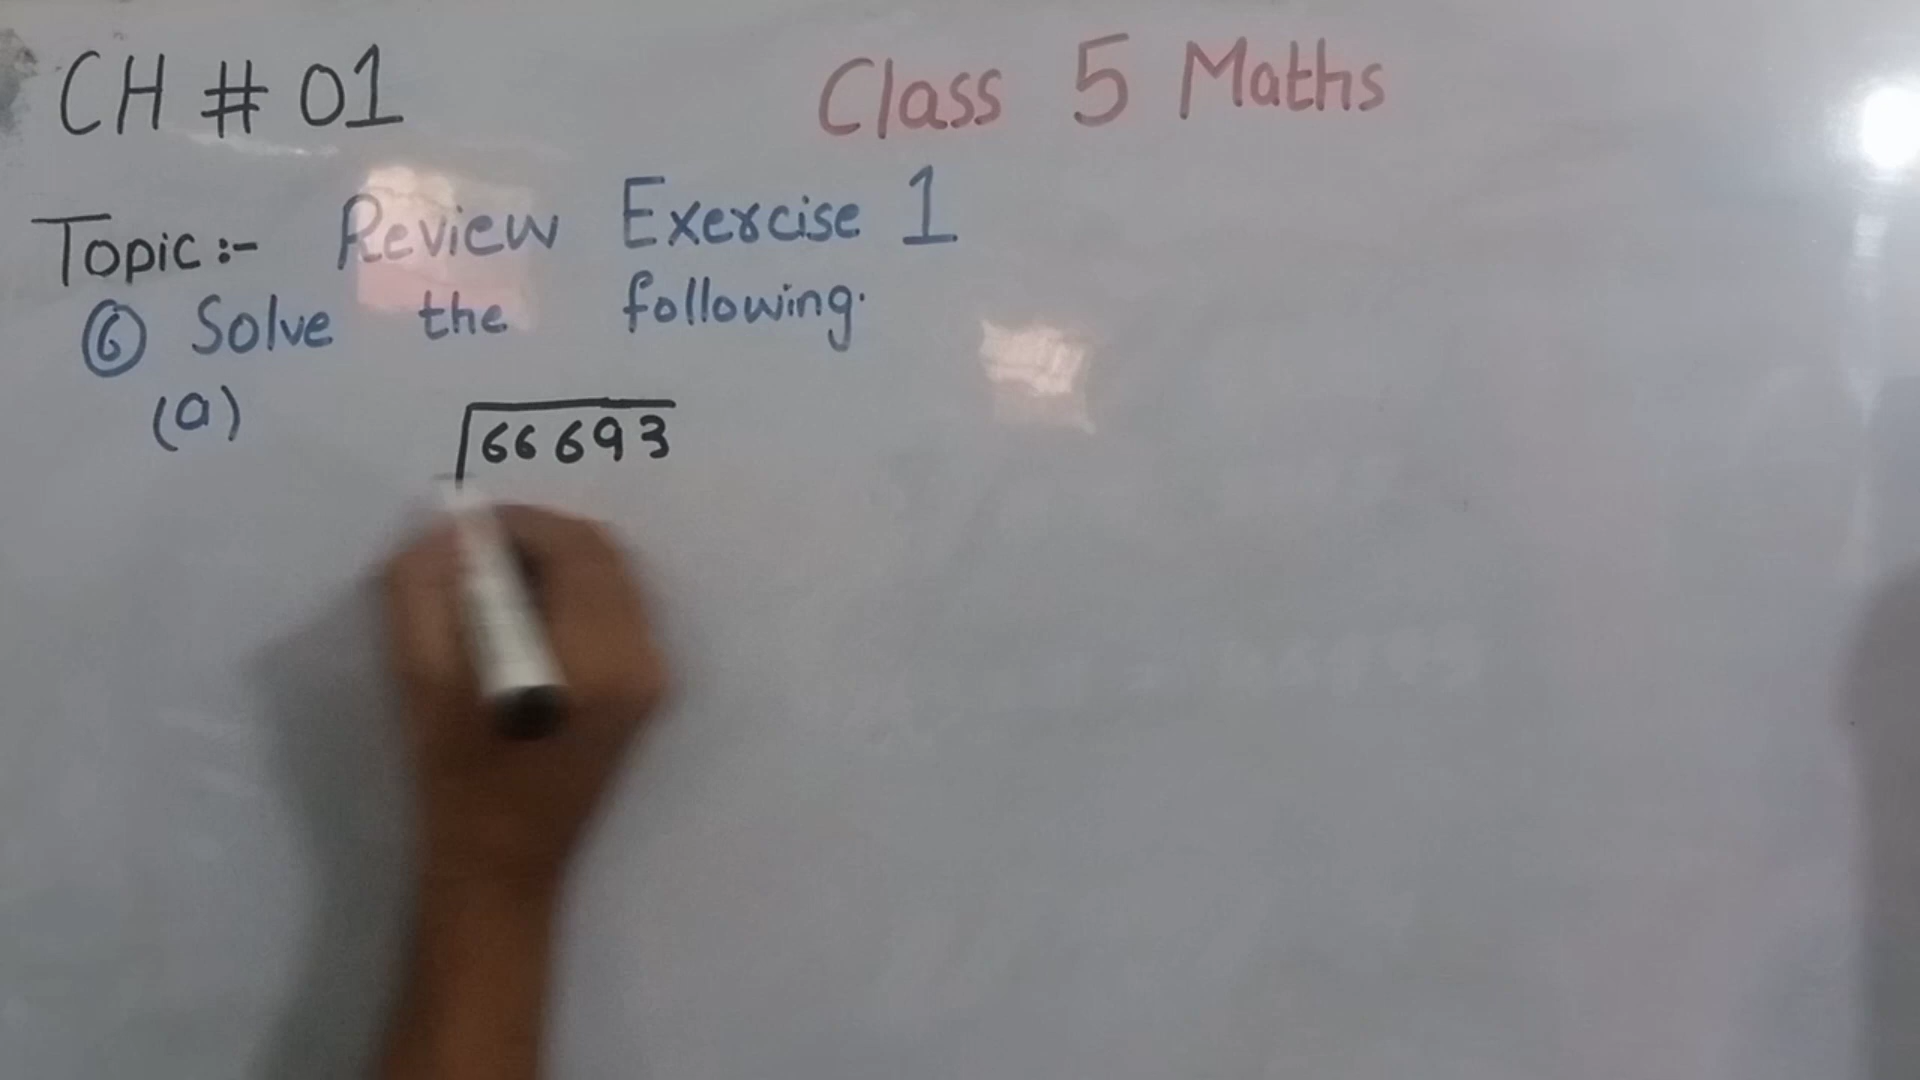 CH # 01 Class 5 Maths
Topic:- Review Exercise 1
⑥ Solve the following.
(a) 66693